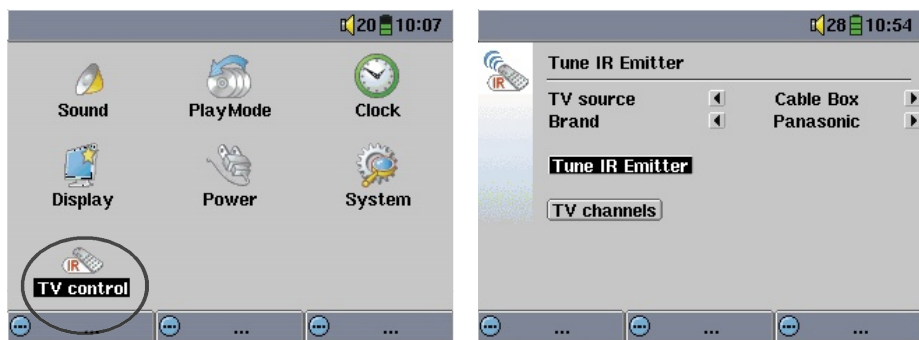 20 10:07
Sound PlayMode Clock
Display Power System
IR
TV control
... ... ...
28 10:54
IR
Tune IR Emitter
TV source Cable Box
Brand Panasonic
Tune IR Emitter
TV channels
... ... ...